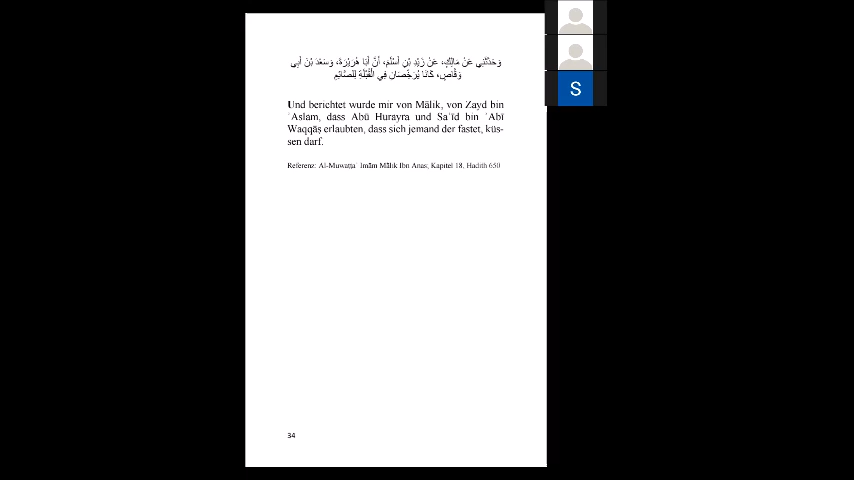 وَحَدَّثَنِي عَنْ مَالِكٍ، عَنْ زَيْدِ بْنِ أَسْلَمَ، أَنَّ أَبَا هُرَيْرَةَ، وَسَعْدَ بْنَ أَبِي
وَقَّاصٍ، كَانَا يُرَخِّصَانِ فِي الْقُبْلَةِ لِلصَّائِمِ
Und berichtet wurde mir von Mālik, von Zayd bin
ʾAslam, dass Abū Hurayra und Saʿīd bin ʾAbī
Waqqāṣ erlaubten, dass sich jemand der fastet, küs-
sen darf.
Referenz: Al-Muwaṭṭaʾ Imām Mālik Ibn Anas; Kapitel 18, Hadith 650
34
S